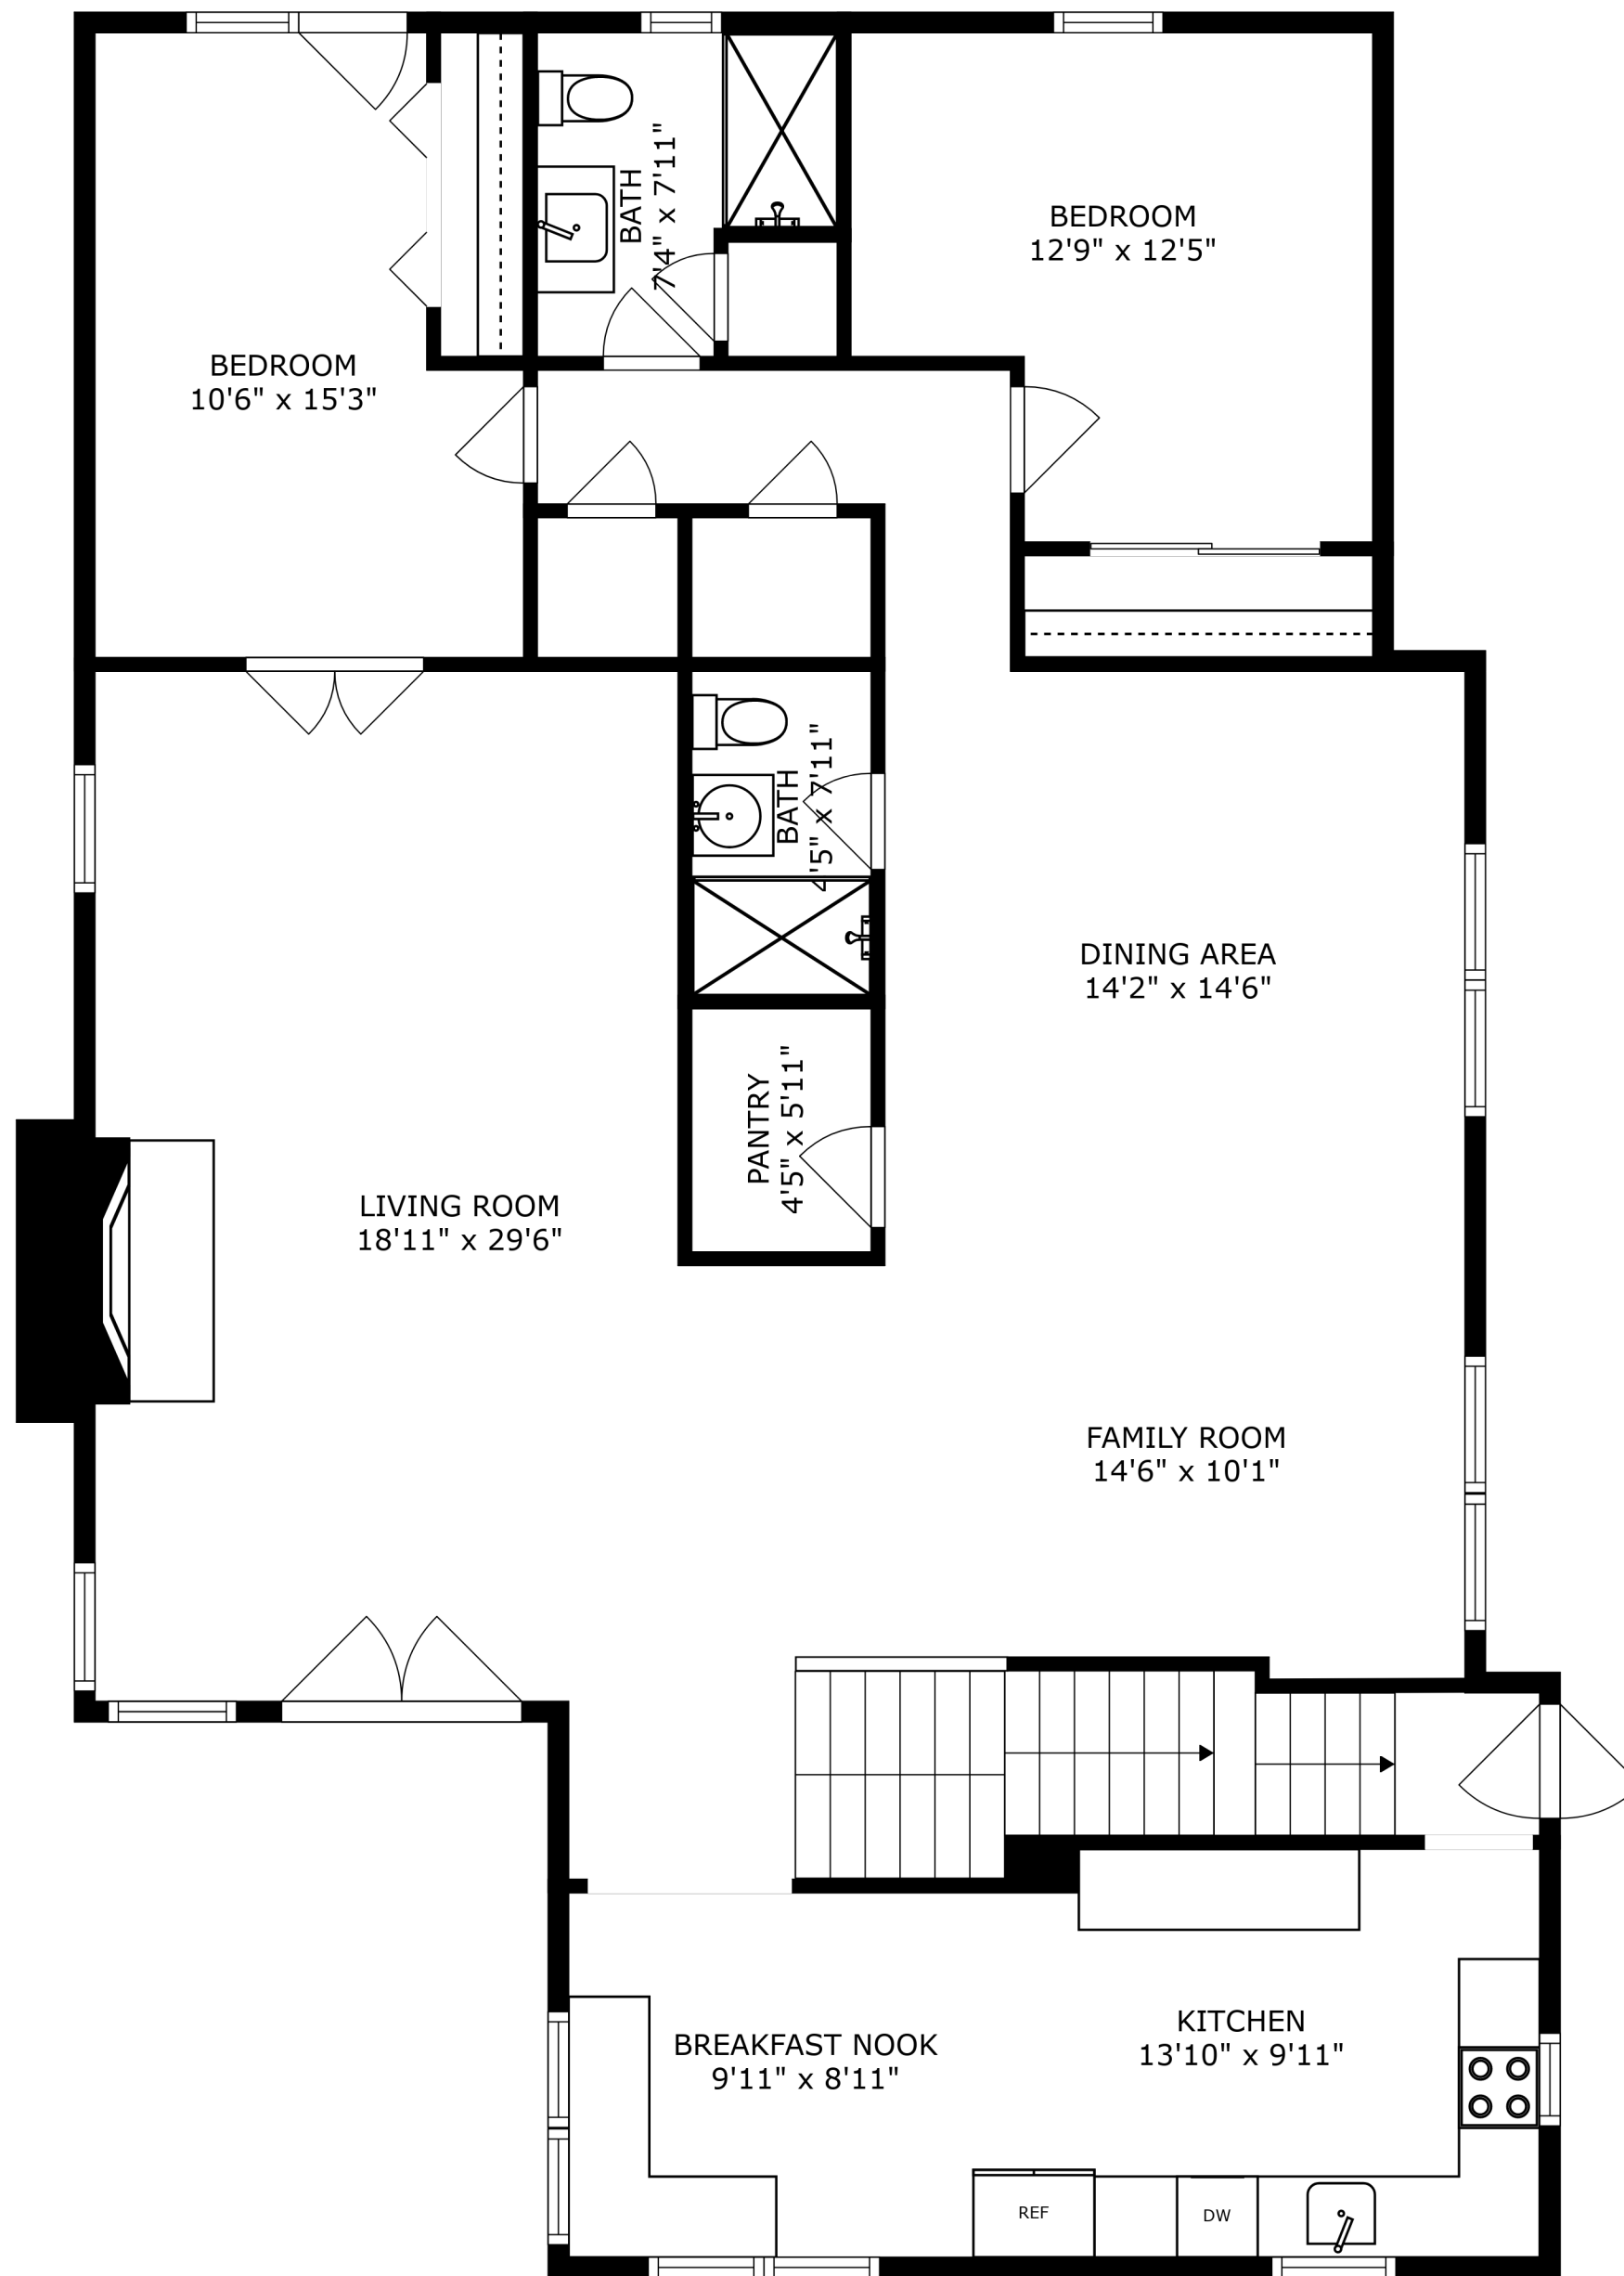 BATH
7'4" x 7'11"
BEDROOM
12'9" x 12'5"
BEDROOM
10'6" x 15'3"
BATH
4'5" x 7'11"
DINING AREA
14'2" x 14'6"
PANTRY
4'5" x 5'11"
LIVING ROOM
18'11" x 29'6"
FAMILY ROOM
14'6" x 10'1"
BREAKFAST NOOK
9'11" x 8'11"
KITCHEN
13'10" x 9'11"
REF
DW